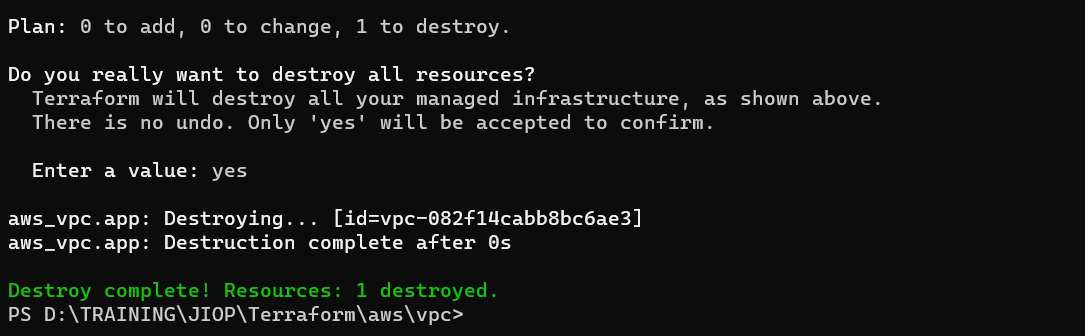 Plan: 0 to add, 0 to change, 1 to destroy.
Do you really want to destroy all resources?
Terraform will destroy all your managed infrastructure, as shown above.
There is no undo. Only 'yes' will be accepted to confirm.
Enter a value: yes
aws_vpc.app: Destroying... [id=vpc-082f14cabb8bc6ae3]
aws_vpc.app: Destruction complete after 0s
Destroy complete! Resources: 1 destroyed.
PS D:\TRAINING\JIOP\Terraform\aws\vpc>